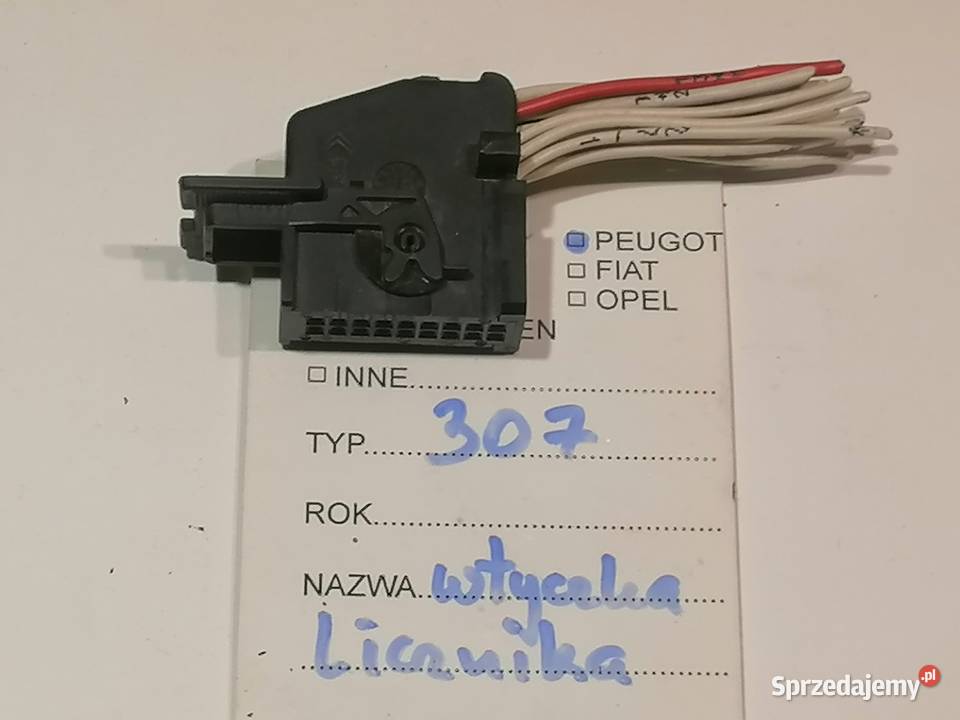 PEUGOT
FIAT
OPEL
EN
INNE
TYP 307
ROK
NAZWA wtyczka
Licznika
Sprzedajemy.pl